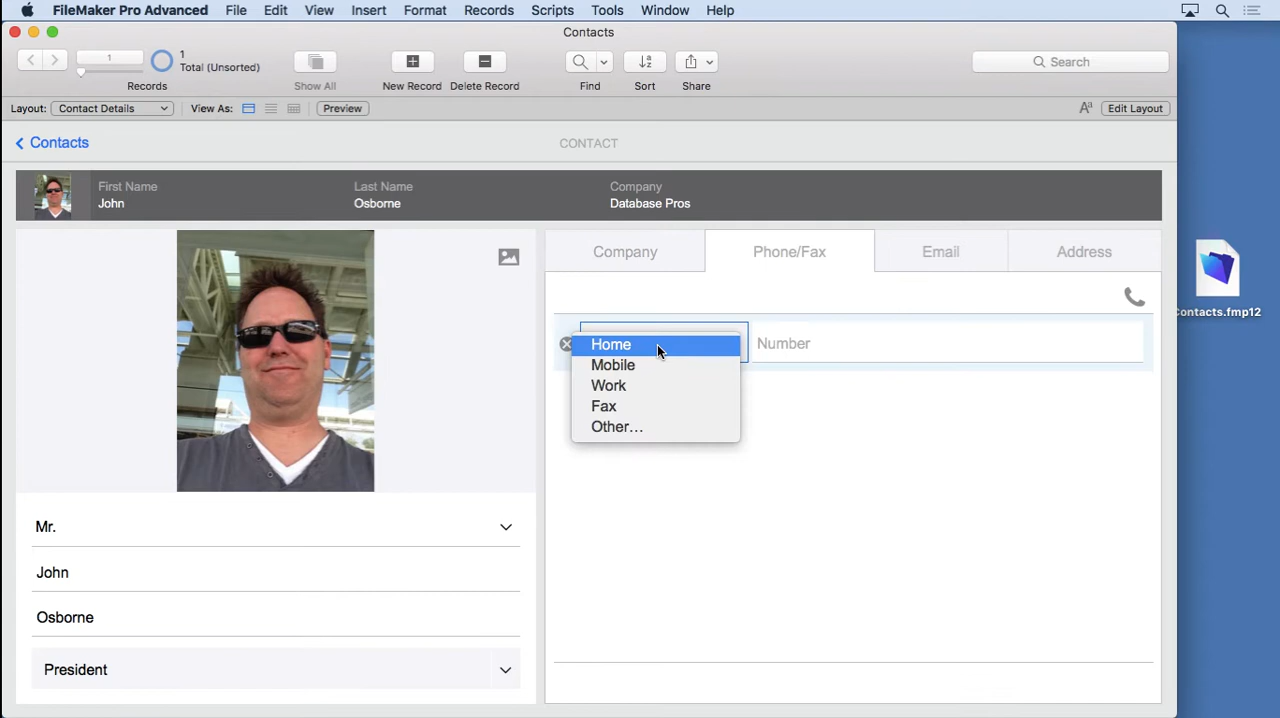 FileMaker Pro Advanced File Edit View Insert Format Records Scripts Tools Window Help
Contacts
1
1
Total (Unsorted)
Records
Show All
New Record
Delete Record
Find
Sort
Share
Search
Layout: Contact Details View As: Preview
Aª Edit Layout
Contacts
CONTACT
First Name
John
Last Name
Osborne
Company
Database Pros
Company Phone/Fax Email Address
Home
Mobile
Work
Fax
Other…
Number
Mr.
John
Osborne
President
Contacts.fmp12